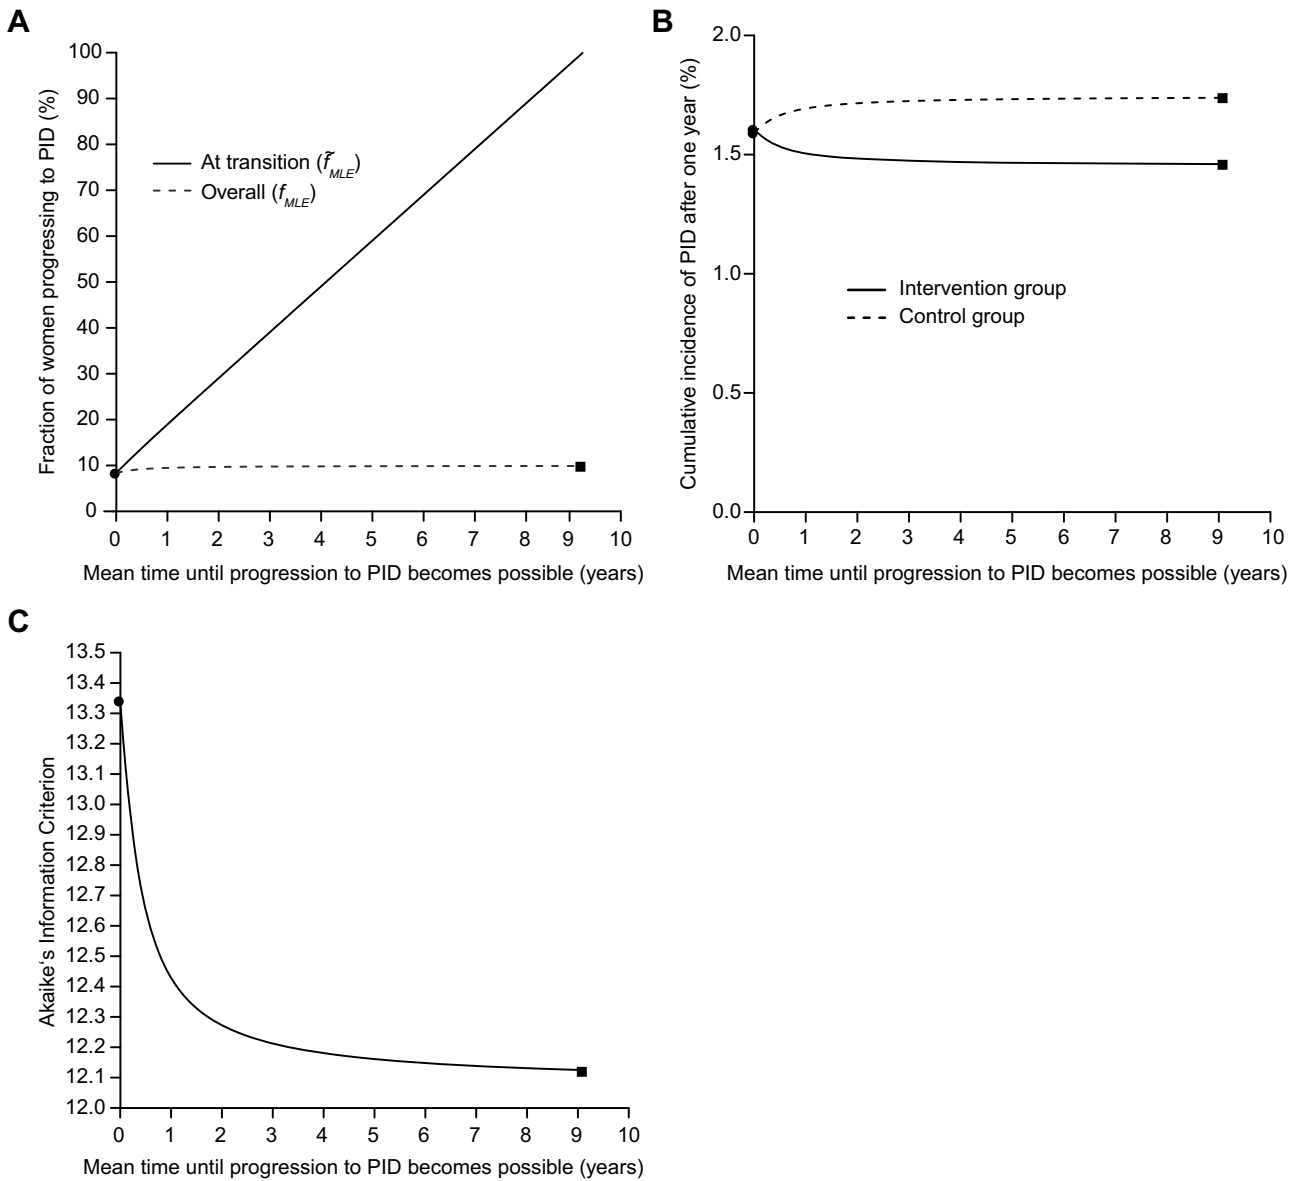 A
Fraction of women progressing to PID (%)
100
90
80
70
60
50
40
30
20
10
0
At transition (f̃MLE)
Overall (fMLE)
0 1 2 3 4 5 6 7 8 9 10
Mean time until progression to PID becomes possible (years)
B
Cumulative incidence of PID after one year (%)
2.0
1.5
1.0
0.5
0.0
Intervention group
Control group
0 1 2 3 4 5 6 7 8 9 10
Mean time until progression to PID becomes possible (years)
C
Akaike‘s Information Criterion
13.5
13.4
13.3
13.2
13.1
13.0
12.9
12.8
12.7
12.6
12.5
12.4
12.3
12.2
12.1
12.0
0 1 2 3 4 5 6 7 8 9 10
Mean time until progression to PID becomes possible (years)